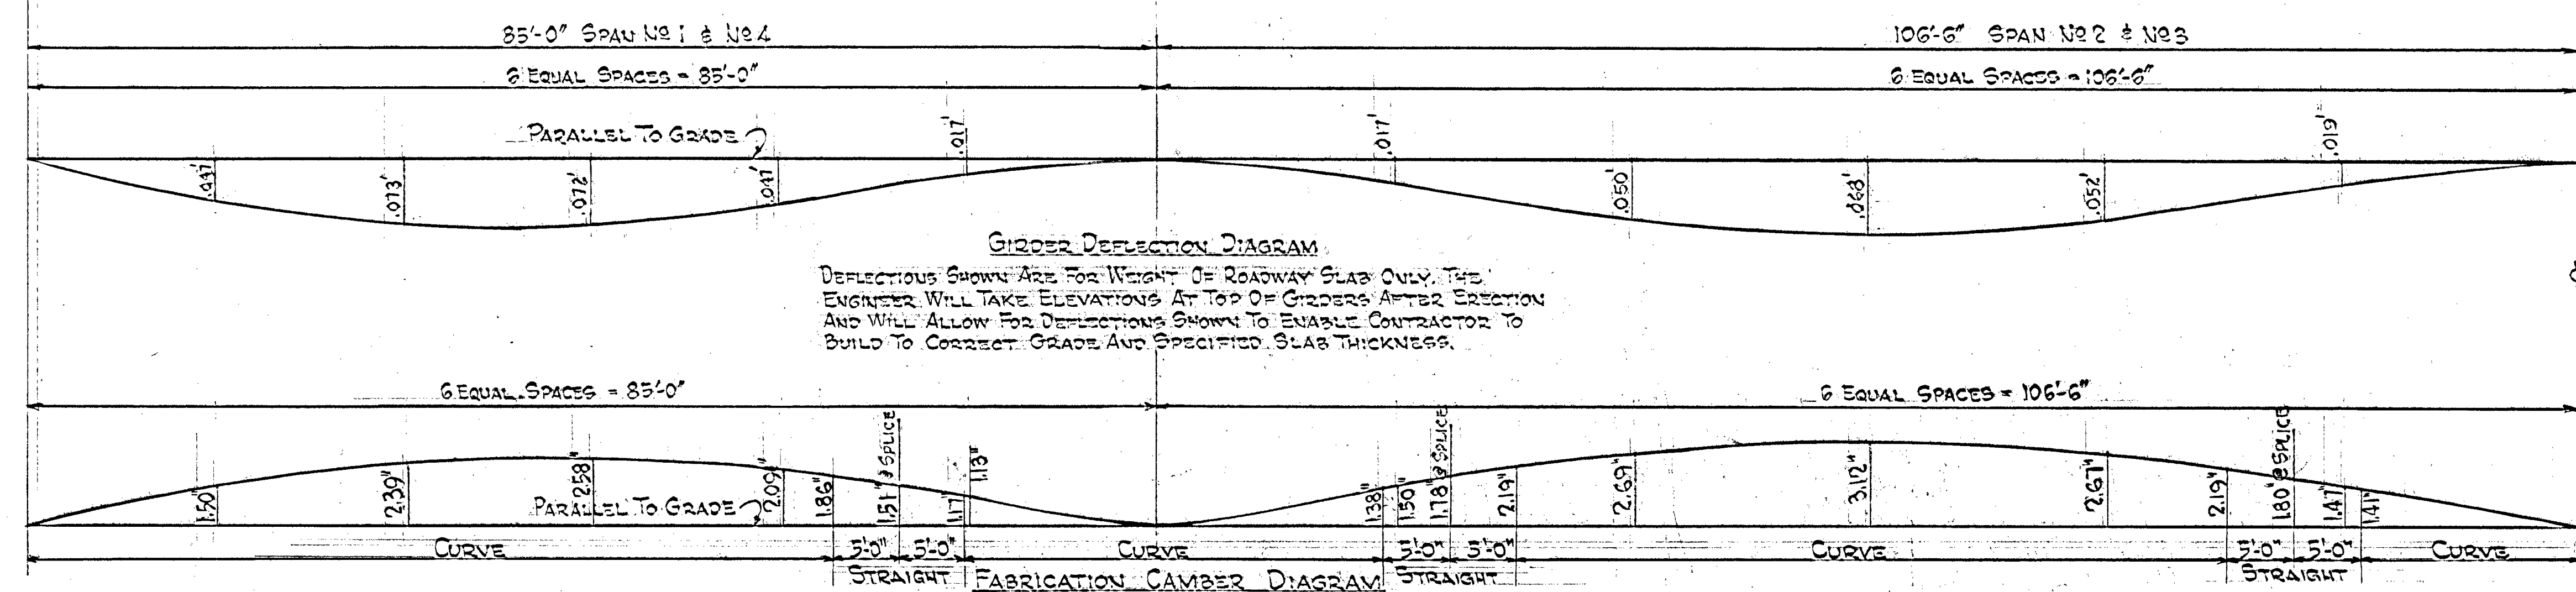 85'-0" SPAN Nº 1 & Nº 4
106'-6" SPAN Nº 2 & Nº 3
6 EQUAL SPACES = 85'-0"
6 EQUAL SPACES = 106'-6"
PARALLEL TO GRADE
.047'
.073'
.072'
.047'
.017'
.017'
.050'
.068'
.052'
.019'
GIRDER DEFLECTION DIAGRAM
DEFLECTIONS SHOWN ARE FOR WEIGHT OF ROADWAY SLAB ONLY. THE
ENGINEER WILL TAKE ELEVATIONS AT TOP OF GIRDERS AFTER ERECTION
AND WILL ALLOW FOR DEFLECTIONS SHOWN TO ENABLE CONTRACTOR TO
BUILD TO CORRECT GRADE AND SPECIFIED SLAB THICKNESS.
6 EQUAL SPACES = 85'-0"
6 EQUAL SPACES = 106'-6"
1.50"
2.39"
2.58"
2.09"
1.86"
1.51" @ SPLICE
1.17"
1.13"
1.38"
1.50"
1.78" @ SPLICE
2.19"
2.69"
3.12"
2.67"
2.19"
1.80" @ SPLICE
1.47"
1.41"
PARALLEL TO GRADE
CURVE
5'-0"
5'-0"
CURVE
5'-0"
5'-0"
CURVE
5'-0"
5'-0"
CURVE
STRAIGHT
FABRICATION CAMBER DIAGRAM
STRAIGHT
STRAIGHT